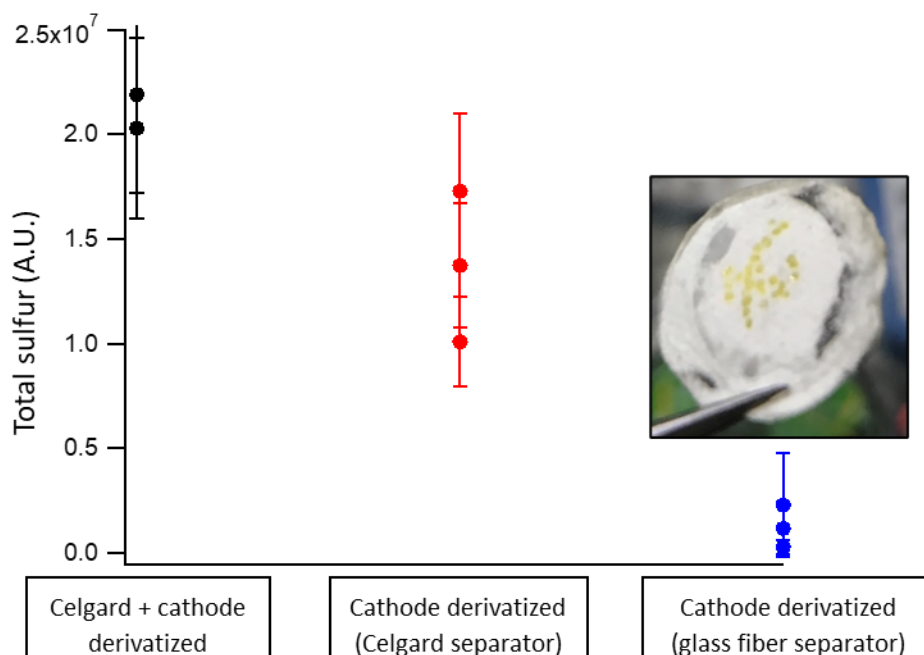 2.5x10⁷
2.0
1.5
1.0
0.5
0.0
Total sulfur (A.U.)
Celgard + cathode
derivatized
Cathode derivatized
(Celgard separator)
Cathode derivatized
(glass fiber separator)